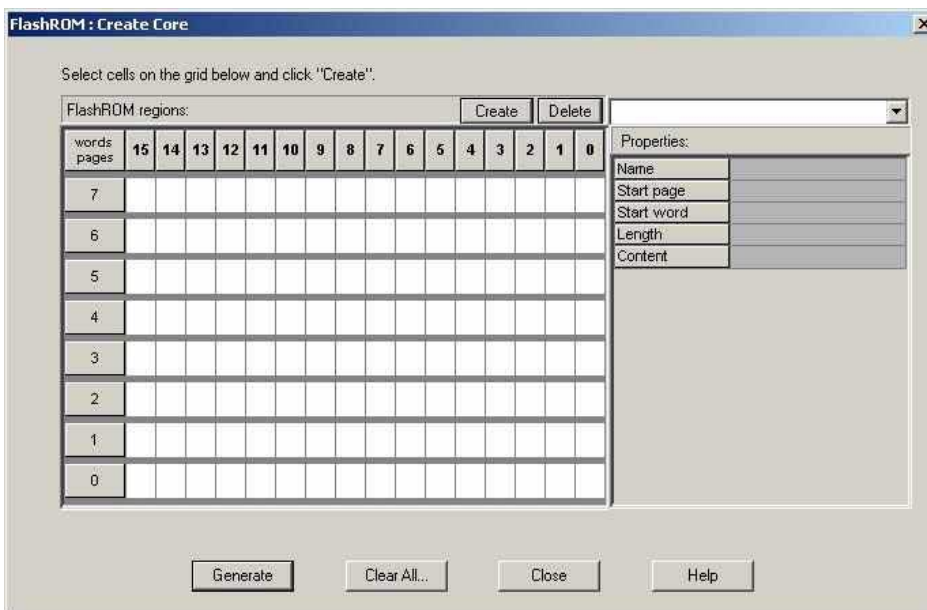 FlashROM : Create Core
Select cells on the grid below and click "Create".
FlashROM regions:
Create
Delete
words
pages
15 14 13 12 11 10 9 8 7 6 5 4 3 2 1 0
7
6
5
4
3
2
1
0
Properties:
Name
Start page
Start word
Length
Content
Generate
Clear All...
Close
Help